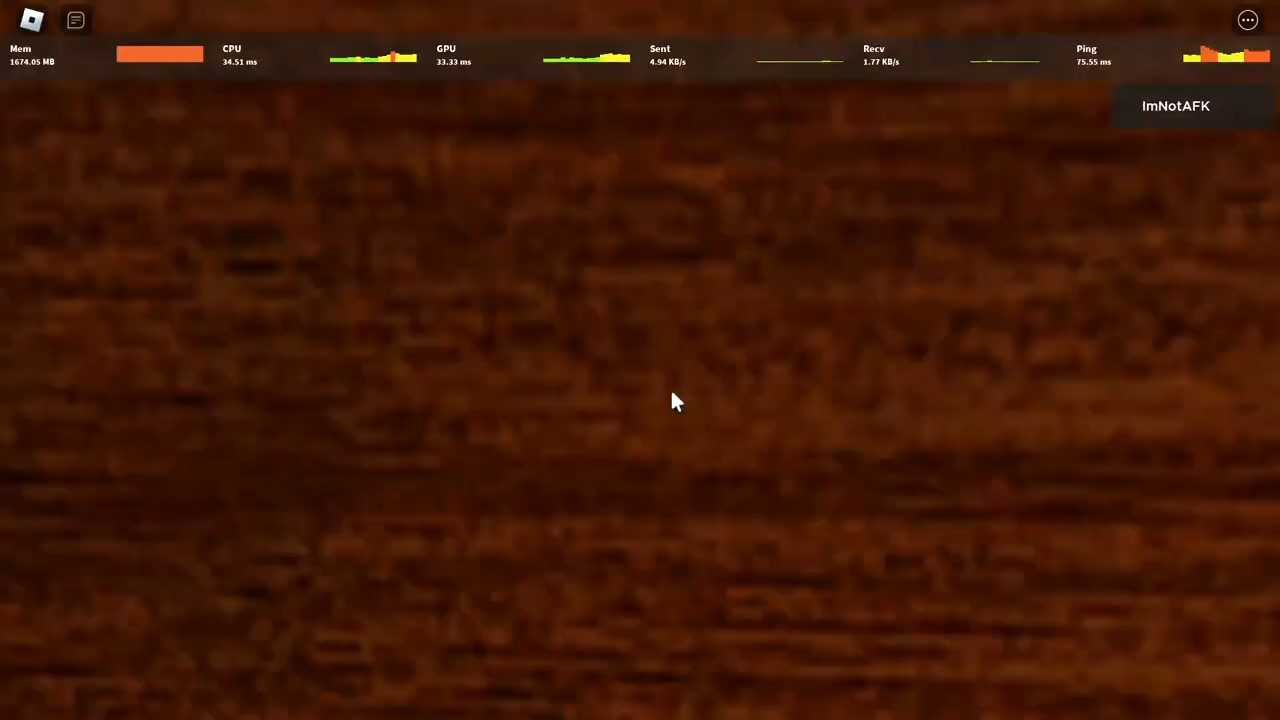 Mem CPU GPU Sent Recv Ping
1674.05 MB 34.51 ms 33.33 ms 4.94 KB/s 1.77 KB/s 75.55 ms
ImNotAFK